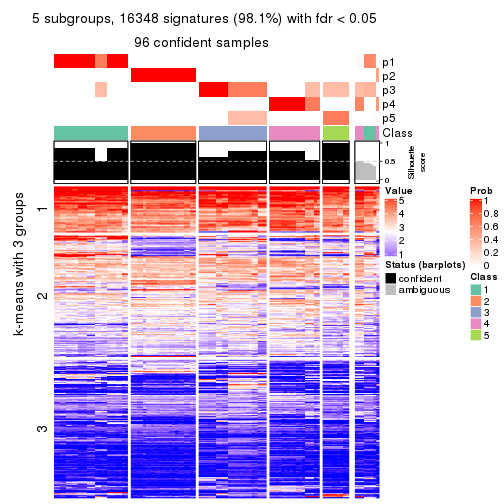 5 subgroups, 16348 signatures (98.1%) with fdr < 0.05
96 confident samples
p1
p2
p3
p4
p5
Class
1
0.5
0
Silhouette
score
k-means with 3 groups
1
2
3
Value
5
4
3
2
1
Status (barplots)
confident
ambiguous
Prob
1
0.8
0.6
0.4
0.2
0
Class
1
2
3
4
5